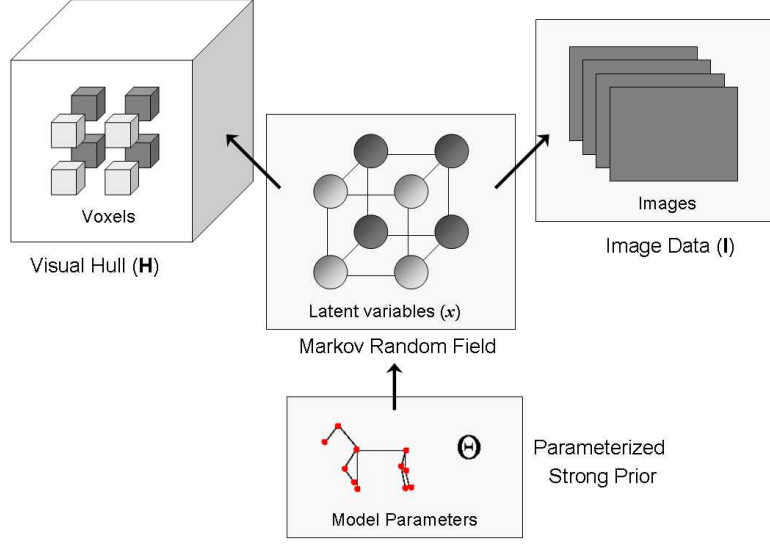 Voxels
Visual Hull (H)
Images
Image Data (I)
Latent variables (x)
Markov Random Field
Θ
Model Parameters
Parameterized
Strong Prior